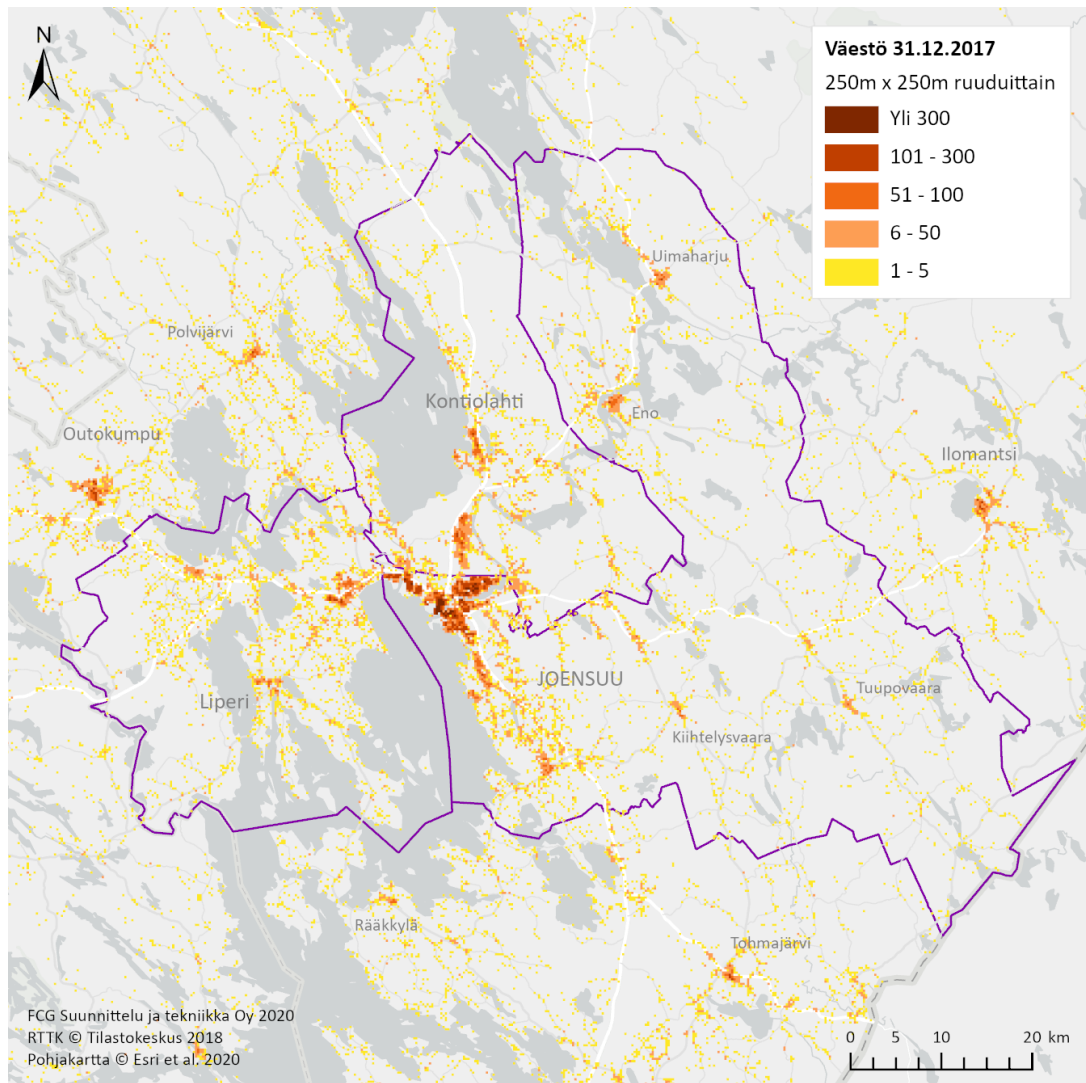 N
Väestö 31.12.2017
250m x 250m ruuduittain
Yli 300
101 - 300
51 - 100
6 - 50
1 - 5
Uimaharju
Polvijärvi
Kontiolahti
Eno
Outokumpu
Ilomantsi
JOENSUU
Liperi
Tuupovaara
Kiihtelysvaara
Rääkkylä
Tohmajärvi
FCG Suunnittelu ja tekniikka Oy 2020
RTTK © Tilastokeskus 2018
Pohjakartta © Esri et al. 2020
0 5 10 20 km